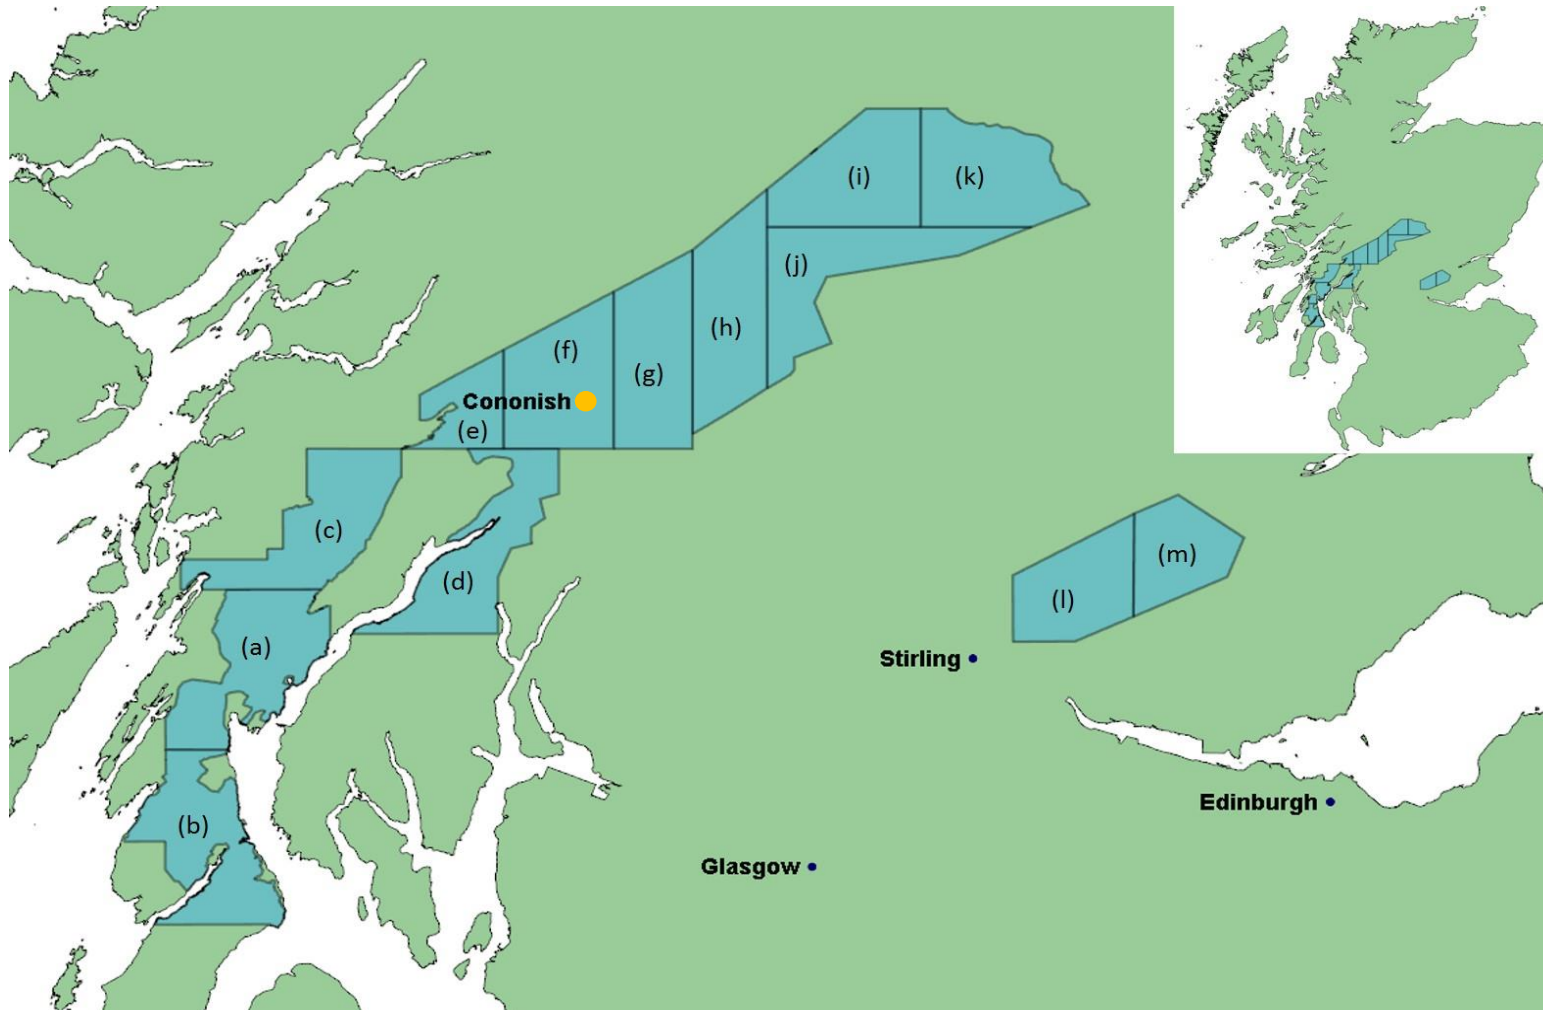 (i)
(k)
(j)
(h)
(f)
(g)
Cononish
(e)
(c)
(m)
(d)
(l)
(a)
Stirling
Edinburgh
(b)
Glasgow